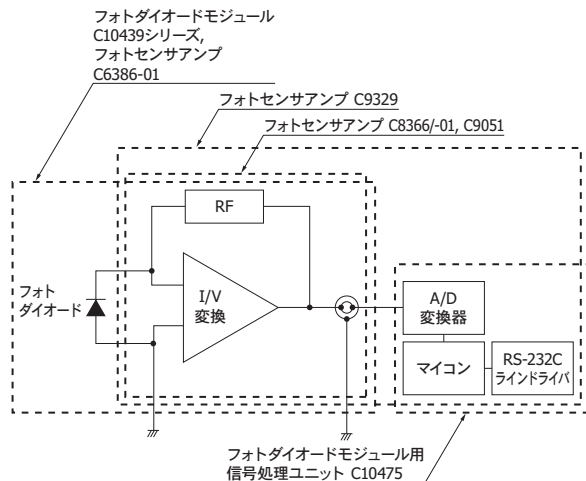 フォトダイオードモジュール
C10439シリーズ,
フォトセンサアンプ
C6386-01
フォトセンサアンプ C9329
フォトセンサアンプ C8366/-01, C9051
RF
フォト
ダイオード
I/V
変換
A/D
変換器
マイコン
RS-232C
ラインドライバ
フォトダイオードモジュール用
信号処理ユニット C10475